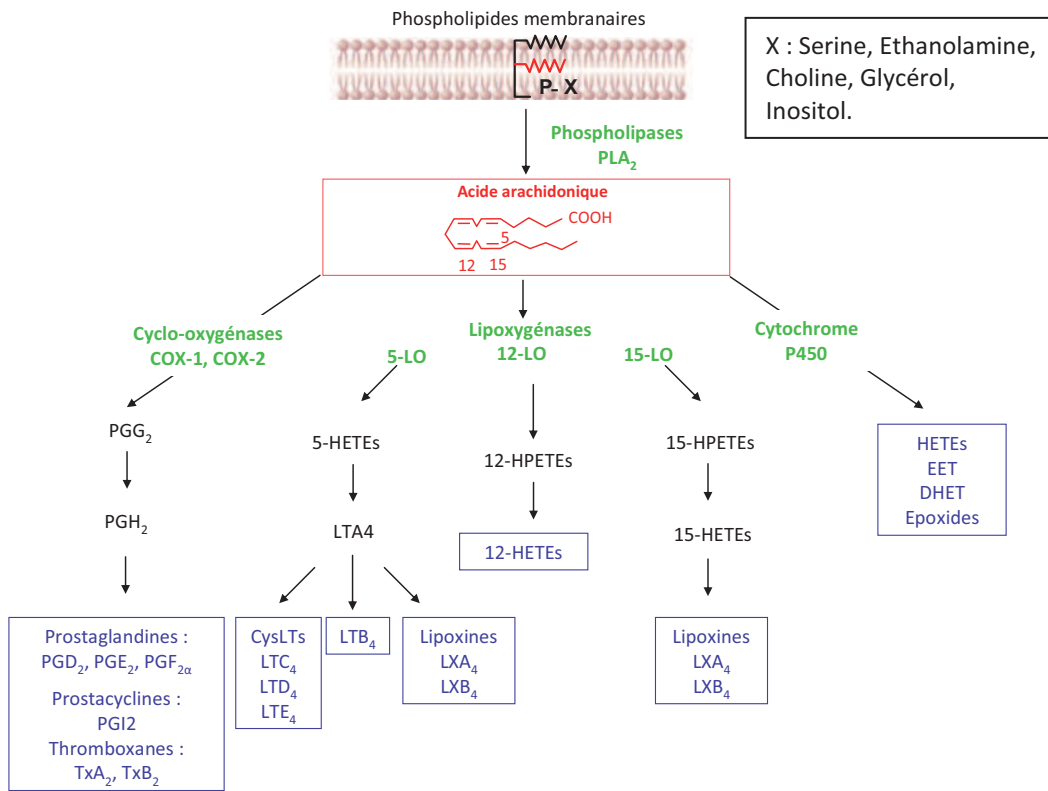 Phospholipides membranaires
P- X
X : Serine, Ethanolamine,
Choline, Glycérol,
Inositol.
Phospholipases
PLA₂
Acide arachidonique
COOH
5
12 15
Cyclo-oxygénases
COX-1, COX-2
Lipoxygénases
5-LO 12-LO 15-LO
Cytochrome
P450
PGG₂
PGH₂
Prostaglandines :
PGD₂, PGE₂, PGF₂α
Prostacyclines :
PGI2
Thromboxanes :
TxA₂, TxB₂
5-HETEs
LTA4
CysLTs
LTC₄
LTD₄
LTE₄
LTB₄
Lipoxines
LXA₄
LXB₄
12-HPETEs
12-HETEs
15-HPETEs
15-HETEs
Lipoxines
LXA₄
LXB₄
HETEs
EET
DHET
Epoxides